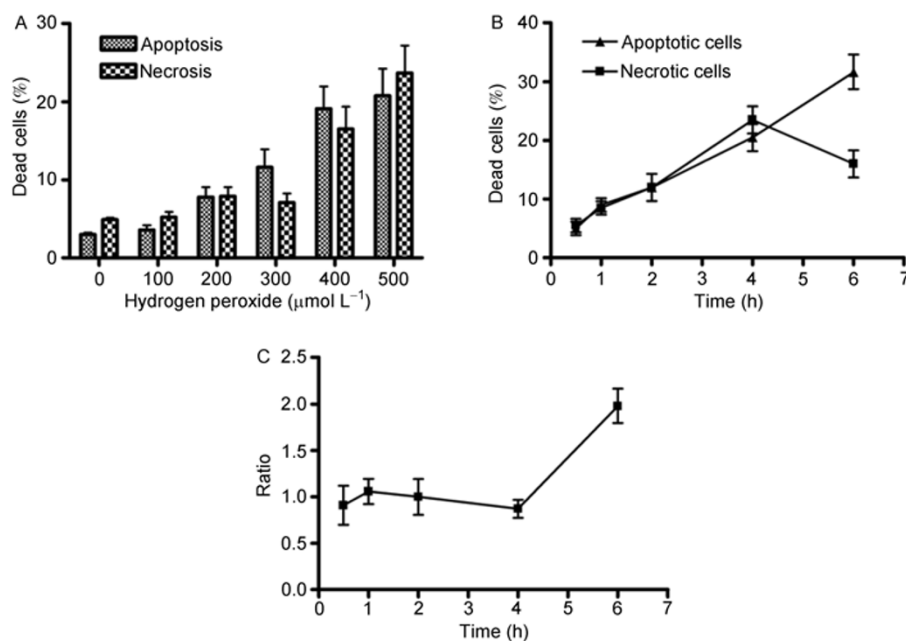 A
30
20
10
0
Dead cells (%)
Apoptosis
Necrosis
0 100 200 300 400 500
Hydrogen peroxide (μmol L⁻¹)
B
40
30
20
10
0
Dead cells (%)
Apoptotic cells
Necrotic cells
0 1 2 3 4 5 6 7
Time (h)
C
2.5
2.0
1.5
1.0
0.5
0.0
Ratio
0 1 2 3 4 5 6 7
Time (h)